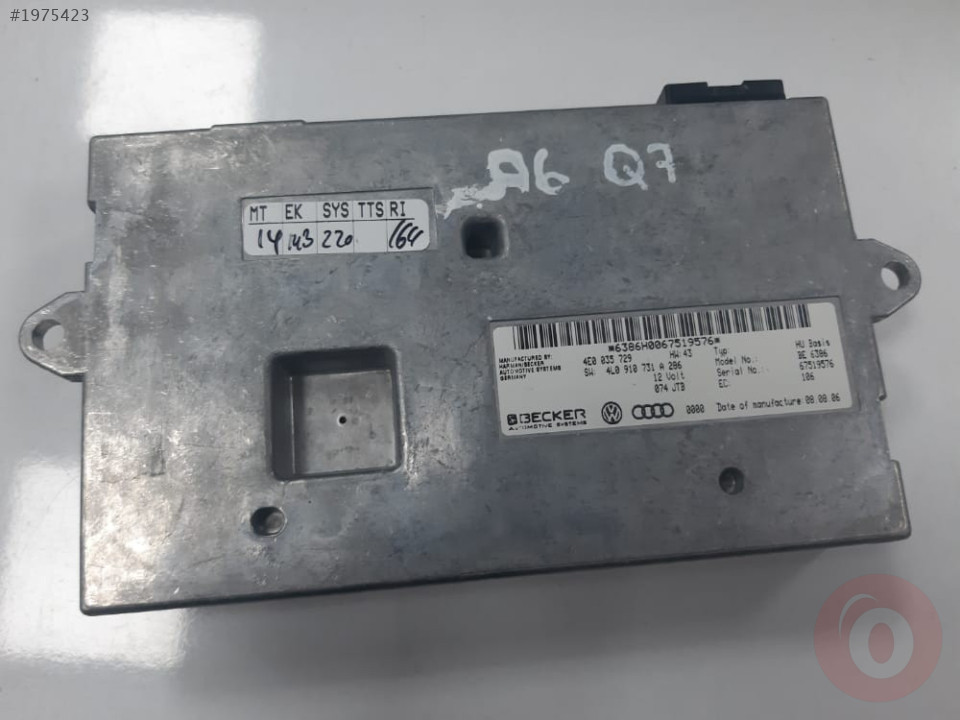 #1975423
A6 Q7
MT EK SYS TTS RI
14 143 220 164
*6386H0067519576*
MANUFACTURED BY:
HARMAN/BECKER
AUTOMOTIVE SYSTEMS
GERMANY
4E0 035 729 HW:43
SW: 4L0 910 731 A 286
12 Volt
074 JTB
Typ HU Basis
Model No.: BE 6386
Serial No.: 67519576
EC: 106
BECKER
AUTOMOTIVE SYSTEMS
0000 Date of manufacture: 08.08.06